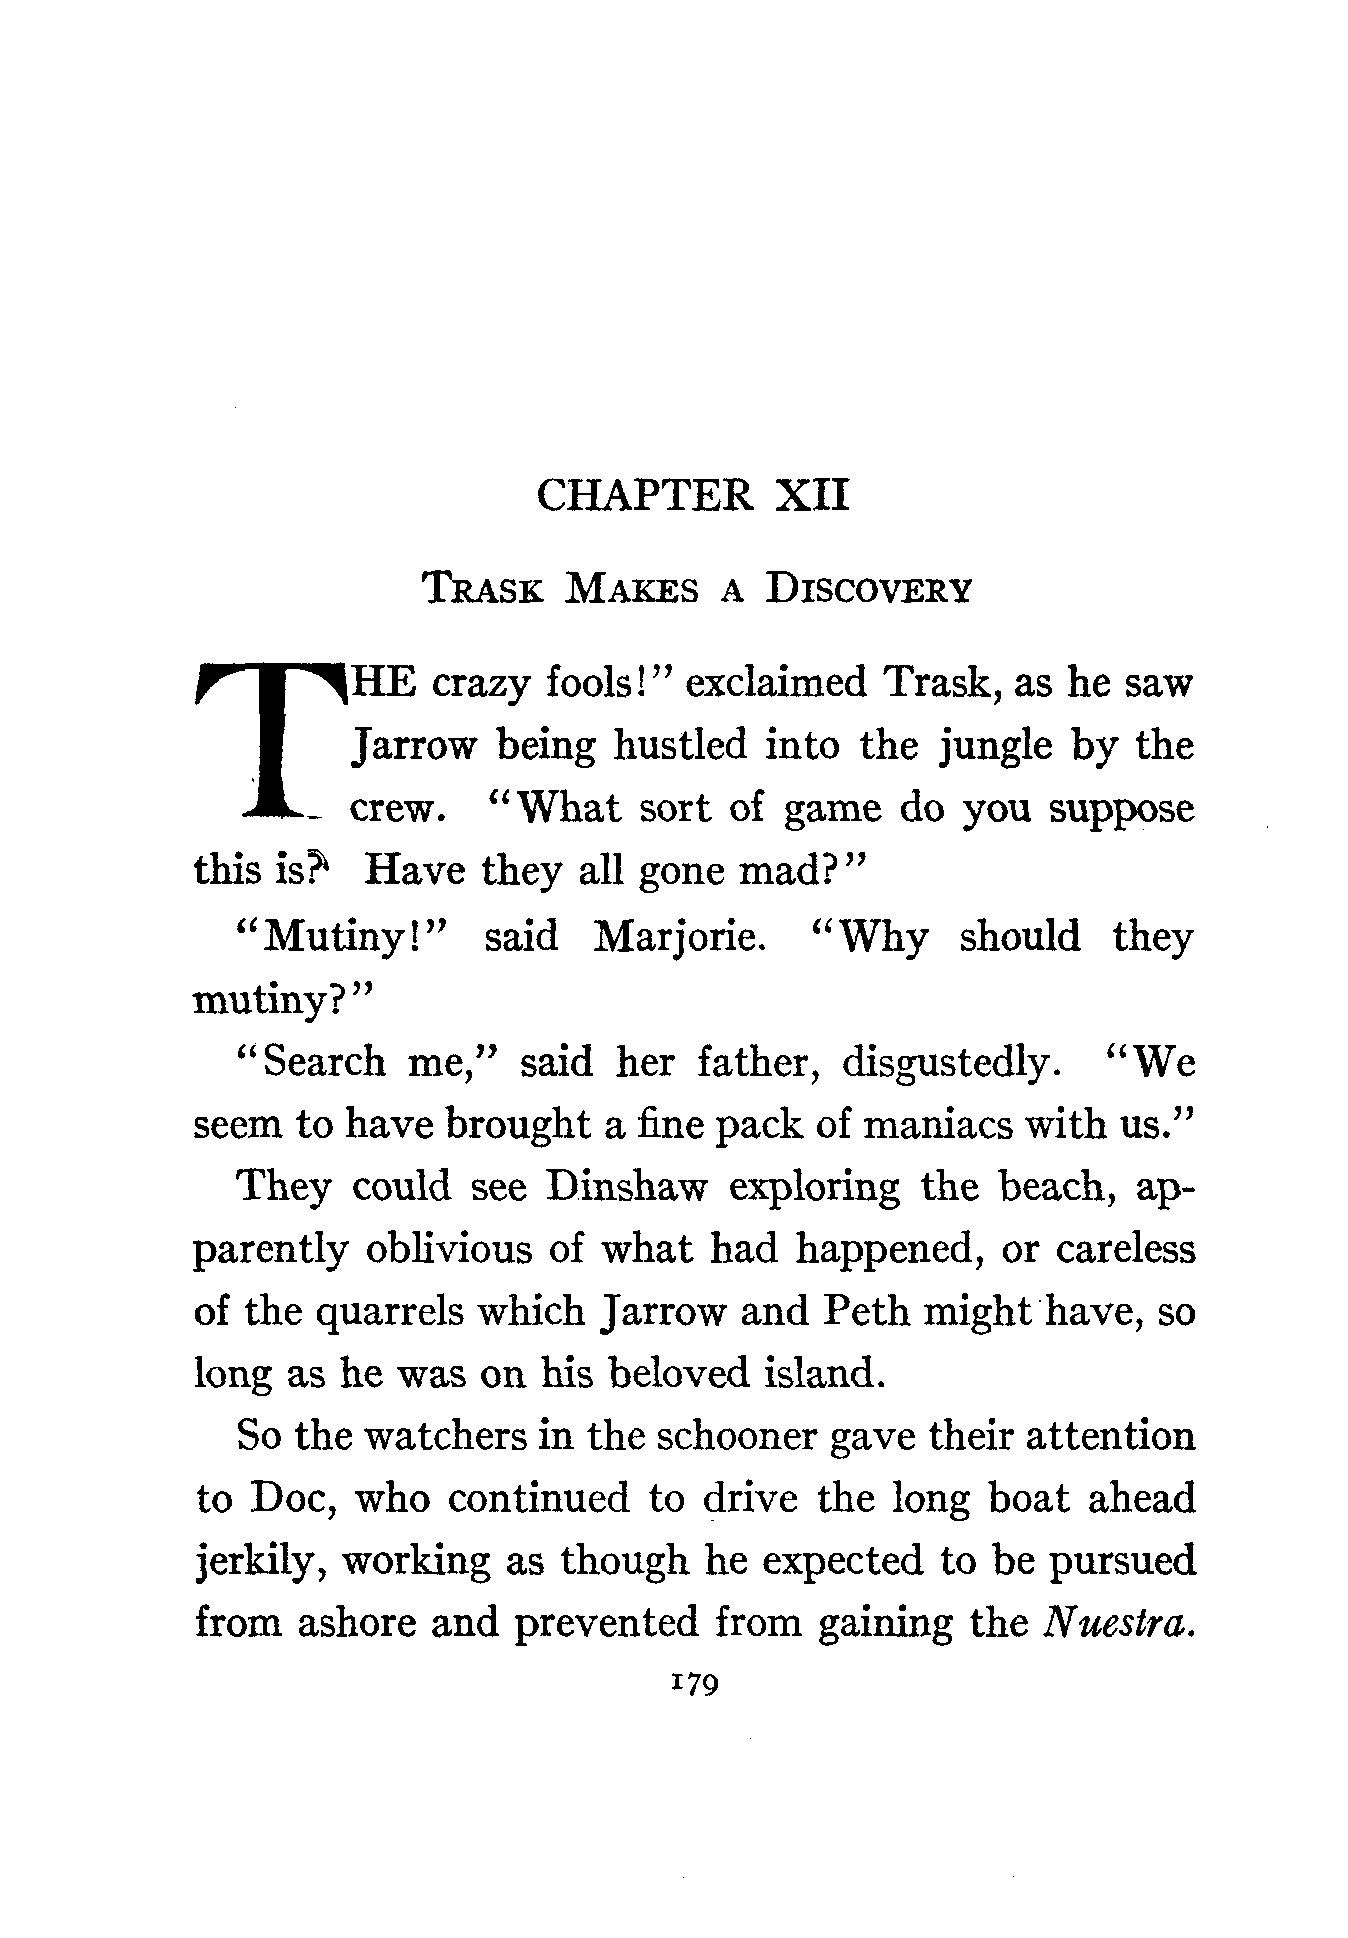 CHAPTER XII
TRASK MAKES A DISCOVERY
THE crazy fools!" exclaimed Trask, as he saw
Jarrow being hustled into the jungle by the
crew. "What sort of game do you suppose
this is? Have they all gone mad?"
"Mutiny!" said Marjorie. "Why should they
mutiny?"
"Search me," said her father, disgustedly. "We
seem to have brought a fine pack of maniacs with us."
They could see Dinshaw exploring the beach, ap-
parently oblivious of what had happened, or careless
of the quarrels which Jarrow and Peth might have, so
long as he was on his beloved island.
So the watchers in the schooner gave their attention
to Doc, who continued to drive the long boat ahead
jerkily, working as though he expected to be pursued
from ashore and prevented from gaining the Nuestra.
179